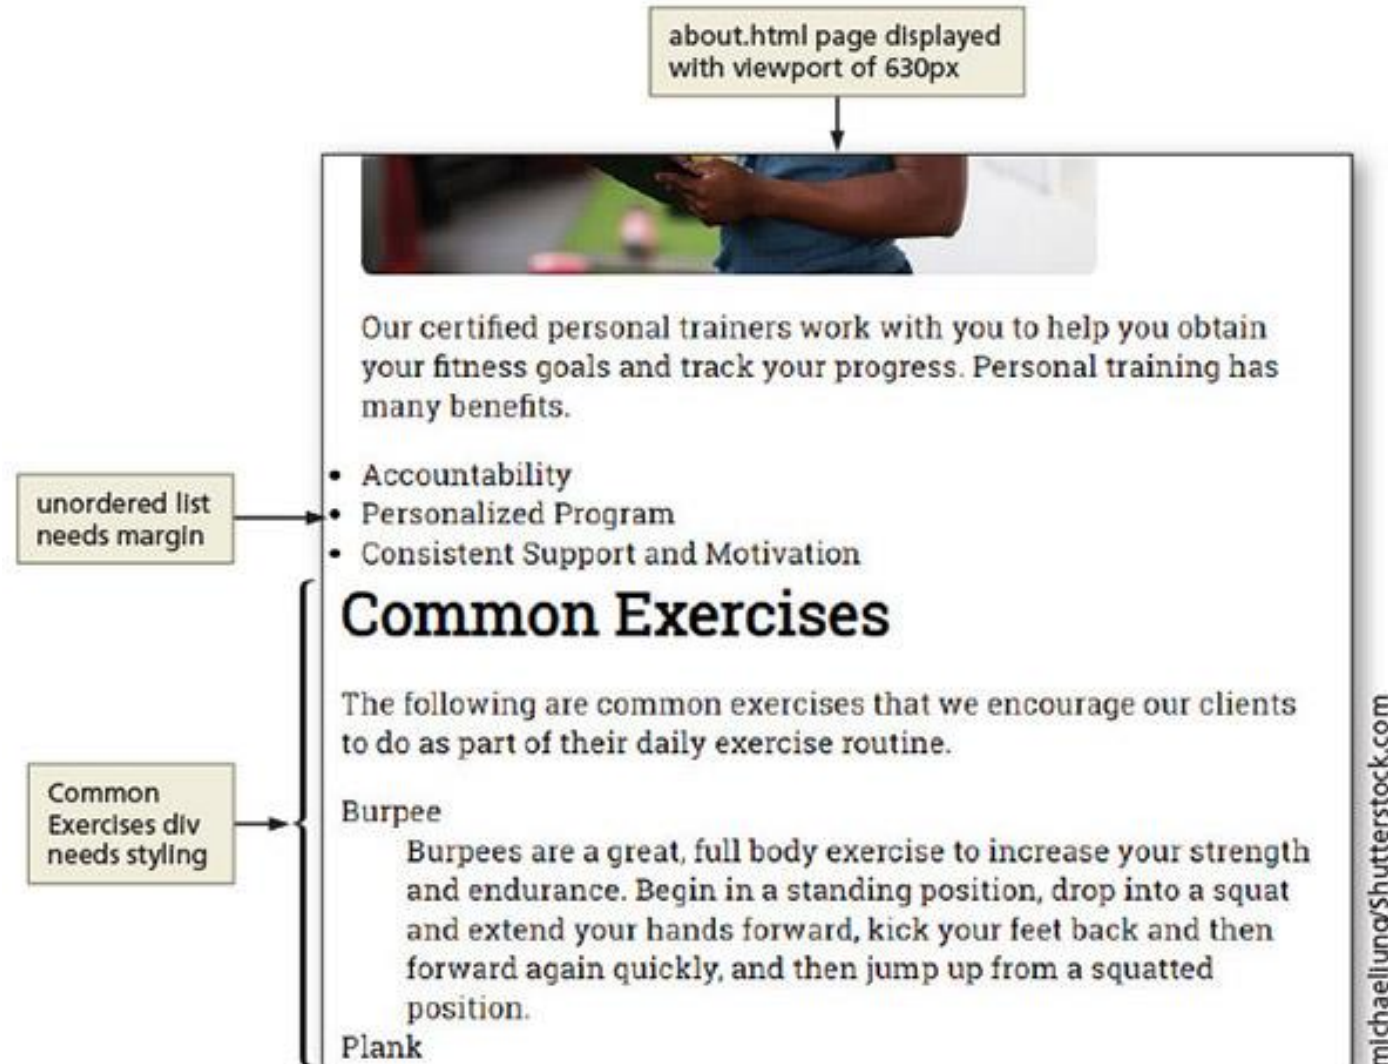 about.html page displayed
with viewport of 630px
Our certified personal trainers work with you to help you obtain
your fitness goals and track your progress. Personal training has
many benefits.
unordered list
needs margin
• Accountability
• Personalized Program
• Consistent Support and Motivation
Common Exercises
The following are common exercises that we encourage our clients
to do as part of their daily exercise routine.
Common
Exercises div
needs styling
Burpee
Burpees are a great, full body exercise to increase your strength
and endurance. Begin in a standing position, drop into a squat
and extend your hands forward, kick your feet back and then
forward again quickly, and then jump up from a squatted
position.
Plank
michaeljung/Shutterstock.com